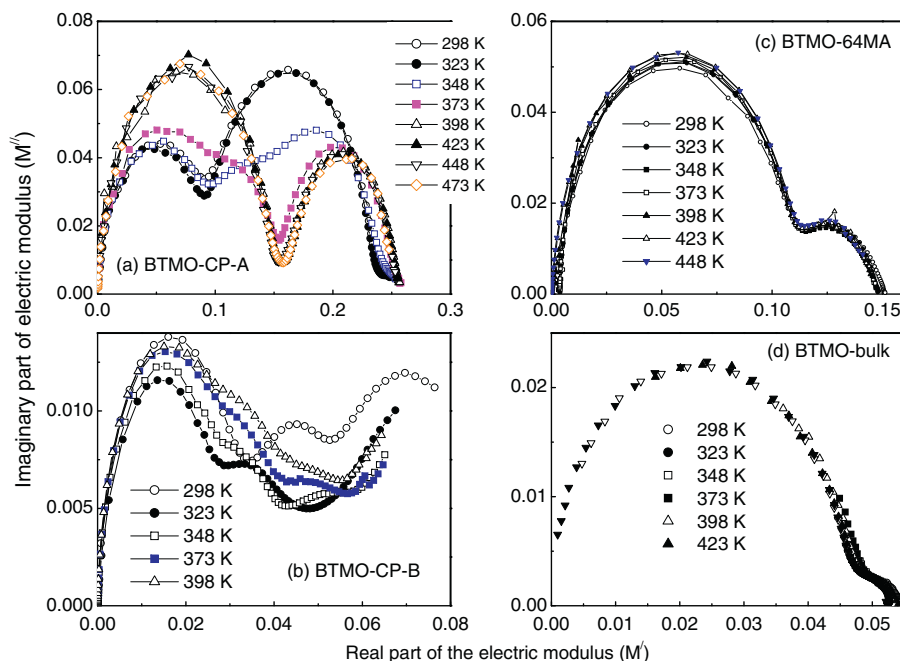 Imaginary part of electric modulus (M//)
0.08
0.06
0.04
0.02
0.00
298 K
323 K
348 K
373 K
398 K
423 K
448 K
473 K
(a) BTMO-CP-A
0.0
0.1
0.2
0.3
0.06
0.04
0.02
0.00
(c) BTMO-64MA
298 K
323 K
348 K
373 K
398 K
423 K
448 K
0.00
0.05
0.10
0.15
0.010
0.005
0.000
298 K
323 K
348 K
373 K
398 K
(b) BTMO-CP-B
0.00
0.02
0.04
0.06
0.08
0.02
0.01
0.00
(d) BTMO-bulk
298 K
323 K
348 K
373 K
398 K
423 K
0.00
0.01
0.02
0.03
0.04
0.05
Real part of the electric modulus (M/)